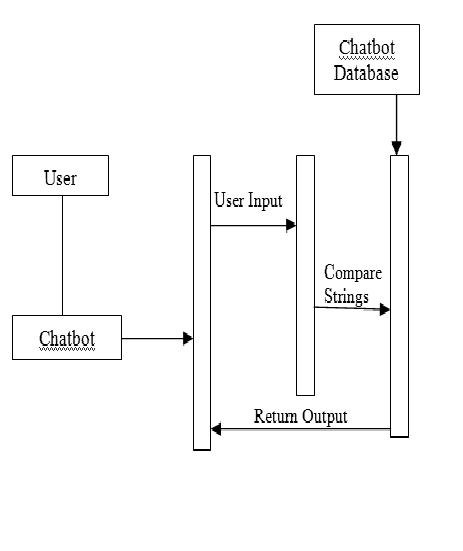 Chatbot
Database
User
User Input
Compare
Strings
Chatbot
Return Output